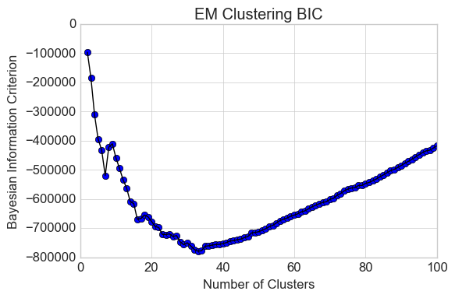 EM Clustering BIC
0
−100000
−200000
−300000
−400000
−500000
−600000
−700000
−800000
Bayesian Information Criterion
0 20 40 60 80 100
Number of Clusters